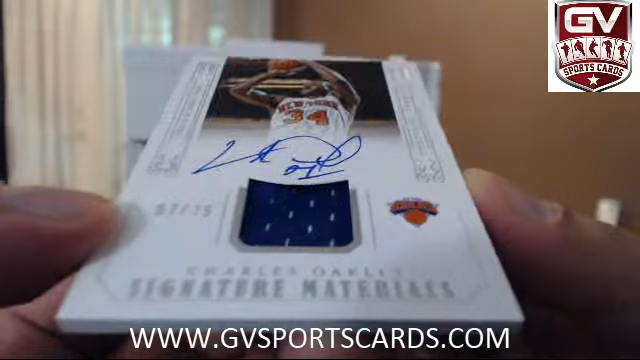 GV
SPORTS CARDS
NEW YORK
34
CHARLES OAKLEY
SIGNATURE MATERIALS
WWW.GVSPORTSCARDS.COM